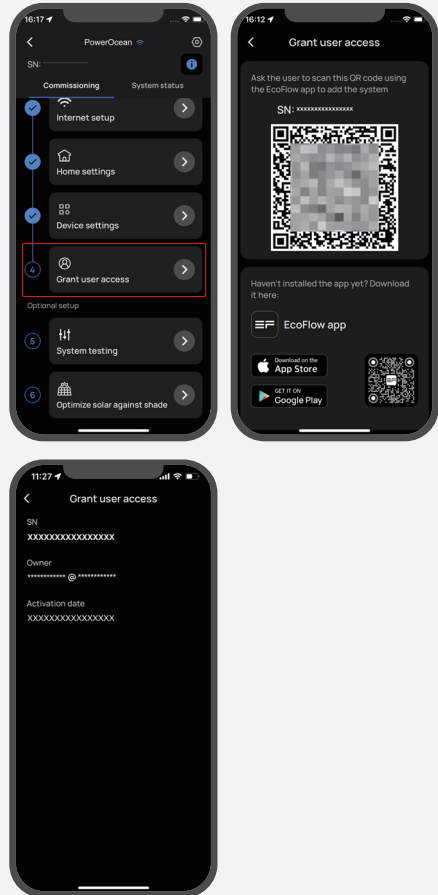 16:17
PowerOcean
SN:
Commissioning
System status
Internet setup
Home settings
Device settings
4
Grant user access
Optional setup
5
System testing
6
Optimize solar against shade
16:12
Grant user access
Ask the user to scan this QR code using
the EcoFlow app to add the system
SN: xxxxxxxxxxxxxxxx
Haven't installed the app yet? Download
it here:
EcoFlow app
Download on the
App Store
GET IT ON
Google Play
11:27
Grant user access
SN
XXXXXXXXXXXXXXXX
Owner
************ @ ************
Activation date
XXXXXXXXXXXXXXXX